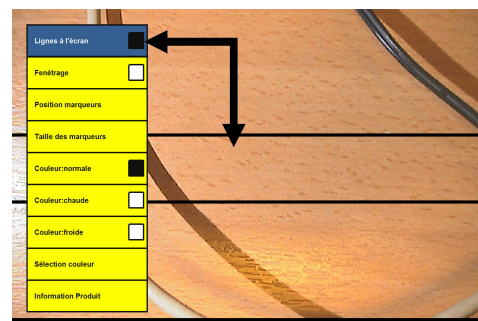 Lignes à l'écran
Fenêtrage
Position marqueurs
Taille des marqueurs
Couleur:normale
Couleur:chaude
Couleur:froide
Sélection couleur
Information Produit